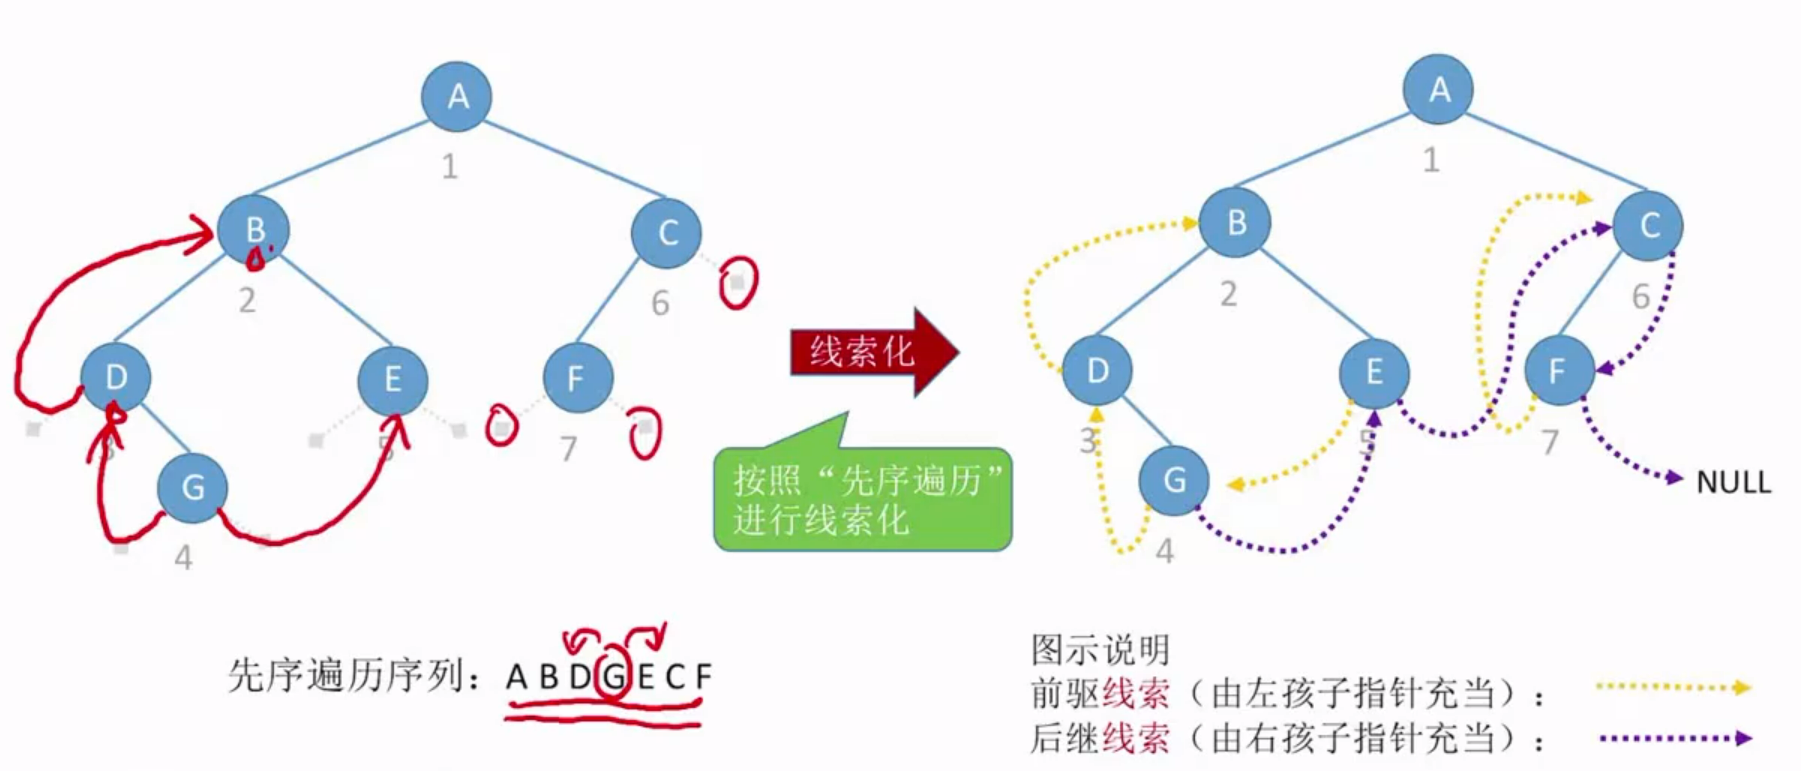 A
1
B
C
2
6
D
E
F
3
5
7
G
4
线索化
按照“先序遍历”
进行线索化
A
1
B
C
2
6
D
E
F
3
5
7
G
4
NULL
先序遍历序列：A B D G E C F
图示说明
前驱线索（由左孩子指针充当）：
后继线索（由右孩子指针充当）：